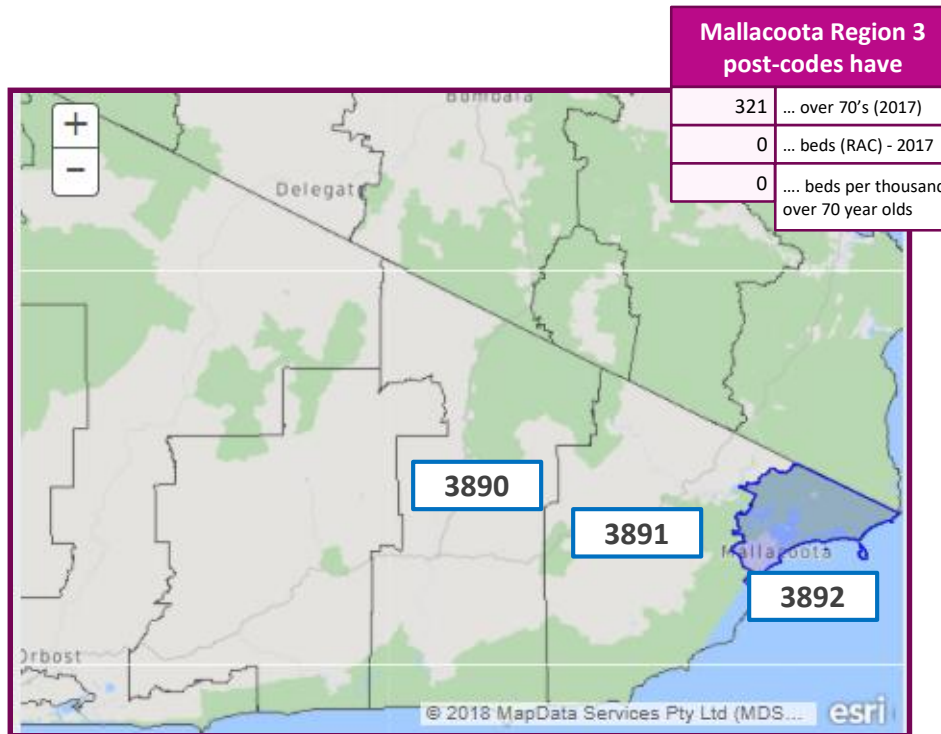 Mallacoota Region 3
post-codes have
321 ... over 70's (2017)
0 ... beds (RAC) - 2017
0 .... beds per thousand
over 70 year olds
+
−
Bombala
Delegate
3890
3891
Mallacoota
3892
Orbost
© 2018 MapData Services Pty Ltd (MDS... esri